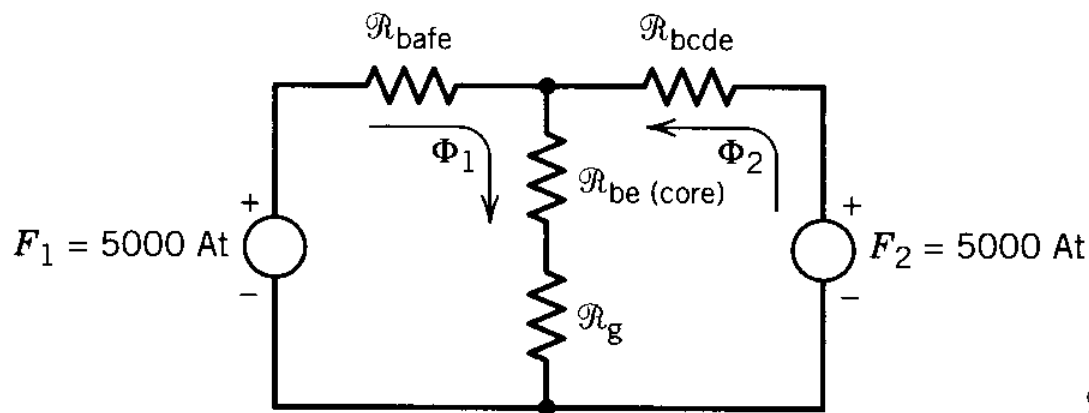 ℛbafe ℛbcde
Φ1 Φ2
ℛbe (core)
+ +
F1 = 5000 At F2 = 5000 At
− −
ℛg